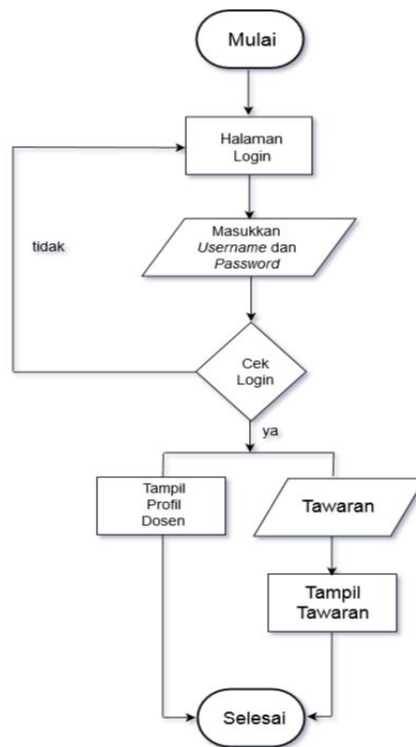 Mulai
Halaman
Login
Masukkan
Username dan
Password
tidak
Cek
Login
ya
Tampil
Profil
Dosen
Tawaran
Tampil
Tawaran
Selesai